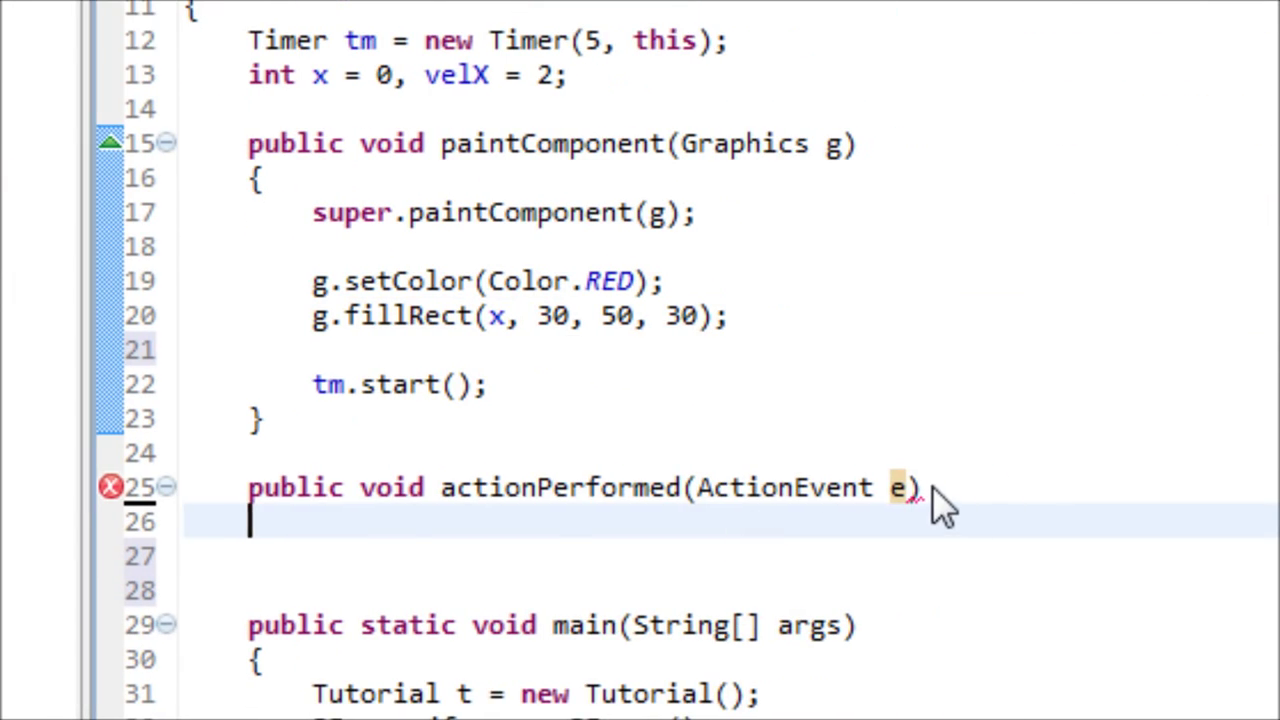 11 {
12 Timer tm = new Timer(5, this);
13 int x = 0, velX = 2;
14
15 public void paintComponent(Graphics g)
16 {
17 super.paintComponent(g);
18
19 g.setColor(Color.RED);
20 g.fillRect(x, 30, 50, 30);
21
22 tm.start();
23 }
24
25 public void actionPerformed(ActionEvent e)
26
27
28
29 public static void main(String[] args)
30 {
31 Tutorial t = new Tutorial();